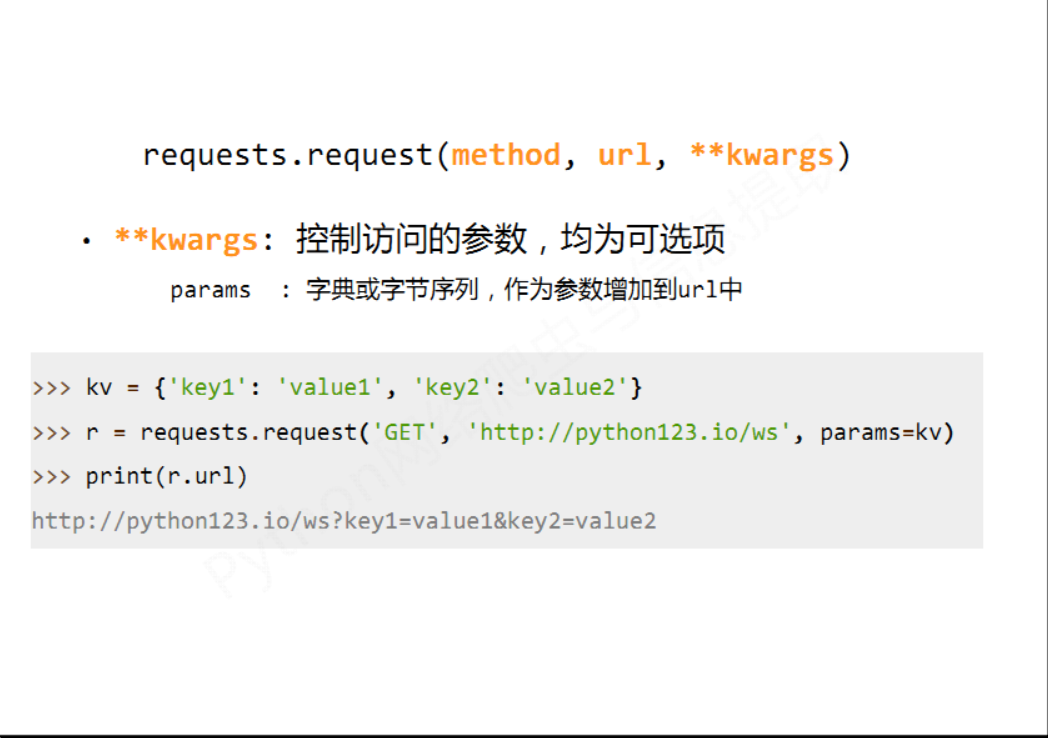 requests.request(method, url, **kwargs)
• **kwargs: 控制访问的参数，均为可选项
params : 字典或字节序列，作为参数增加到url中
>>> kv = {'key1': 'value1', 'key2': 'value2'}
>>> r = requests.request('GET', 'http://python123.io/ws', params=kv)
>>> print(r.url)
http://python123.io/ws?key1=value1&key2=value2
Python网络爬虫与信息提取